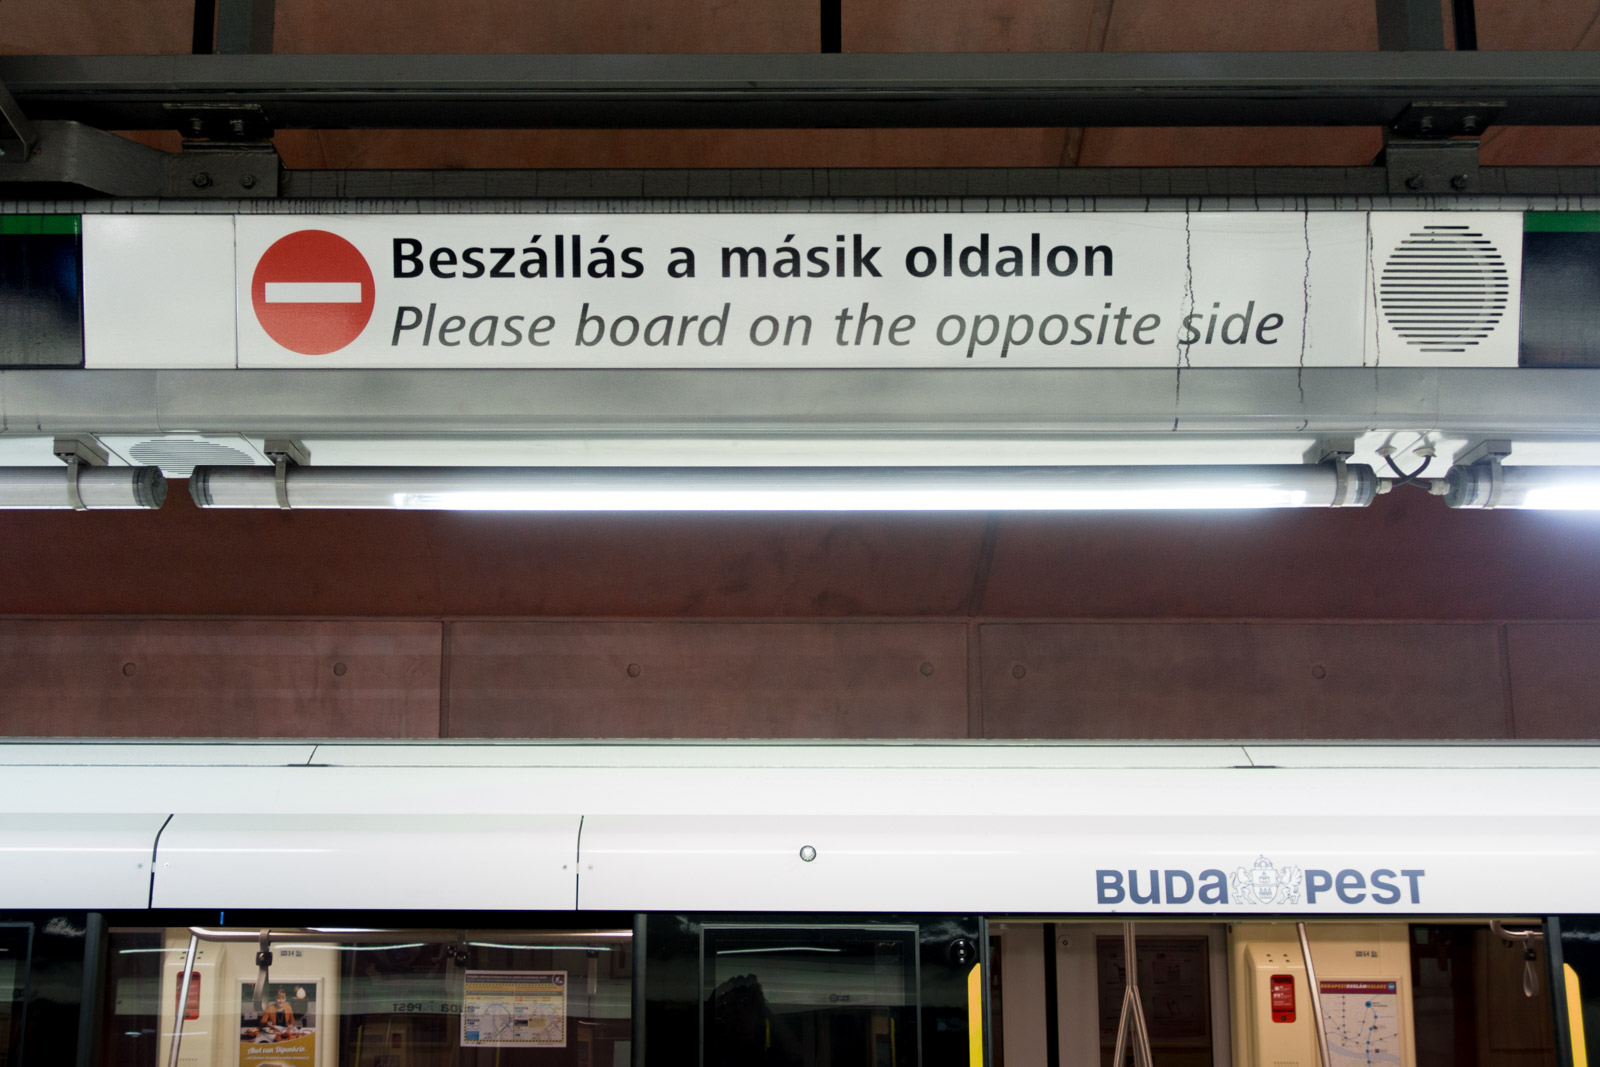 Beszállás a másik oldalon
Please board on the opposite side
BUDAPEST